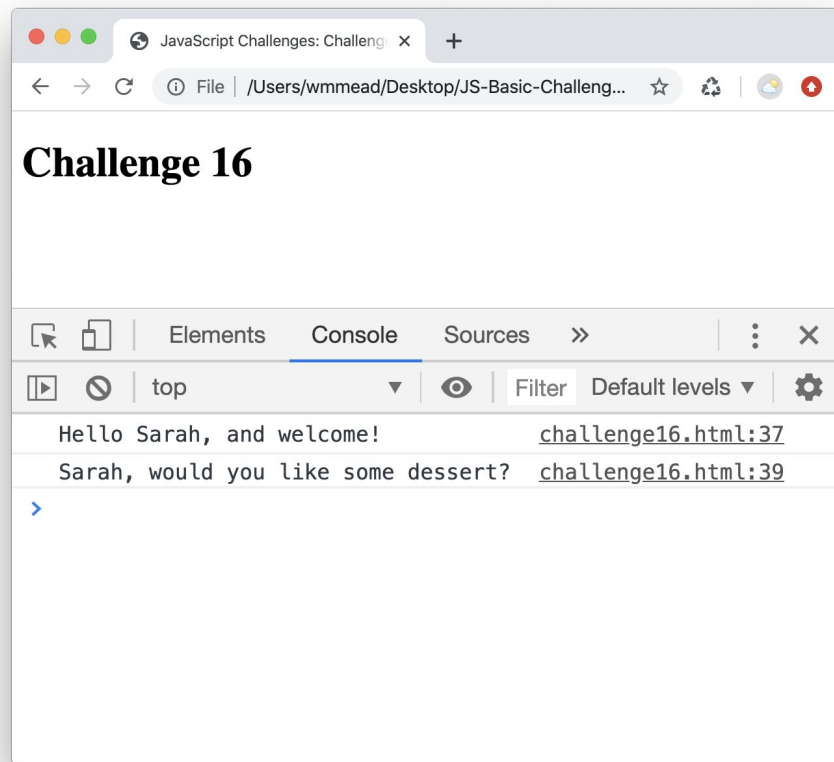 JavaScript Challenges: Challeng
File /Users/wmmead/Desktop/JS-Basic-Challeng...
Challenge 16
Elements Console Sources
top Filter Default levels
Hello Sarah, and welcome! challenge16.html:37
Sarah, would you like some dessert? challenge16.html:39